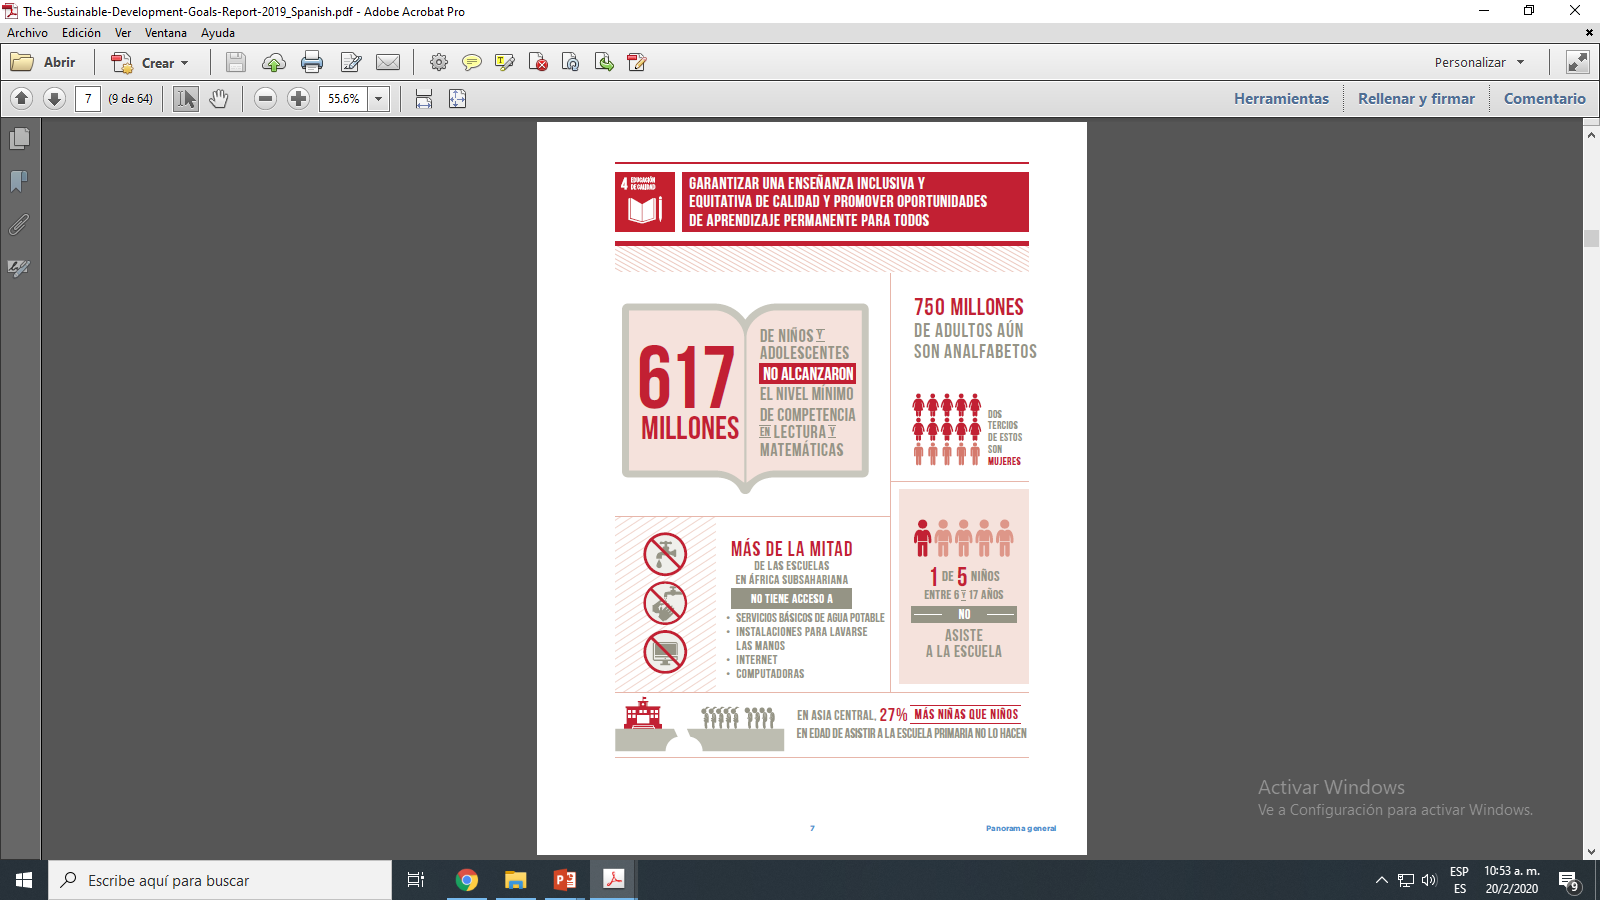 The-Sustainable-Development-Goals-Report-2019_Spanish.pdf - Adobe Acrobat Pro
Archivo Edición Ver Ventana Ayuda
Abrir Crear Personalizar
7 (9 de 64) 55.6% Herramientas Rellenar y firmar Comentario
4 EDUCACIÓN
DE CALIDAD
GARANTIZAR UNA ENSEÑANZA INCLUSIVA Y
EQUITATIVA DE CALIDAD Y PROMOVER OPORTUNIDADES
DE APRENDIZAJE PERMANENTE PARA TODOS
617
MILLONES
DE NIÑOS Y
ADOLESCENTES
NO ALCANZARON
EL NIVEL MÍNIMO
DE COMPETENCIA
EN LECTURA Y
MATEMÁTICAS
750 MILLONES
DE ADULTOS AÚN
SON ANALFABETOS
DOS
TERCIOS
DE ESTOS
SON
MUJERES
MÁS DE LA MITAD
DE LAS ESCUELAS
EN ÁFRICA SUBSAHARIANA
NO TIENE ACCESO A
• SERVICIOS BÁSICOS DE AGUA POTABLE
• INSTALACIONES PARA LAVARSE
LAS MANOS
• INTERNET
• COMPUTADORAS
1 DE 5 NIÑOS
ENTRE 6 Y 17 AÑOS
NO
ASISTE
A LA ESCUELA
EN ASIA CENTRAL, 27% MÁS NIÑAS QUE NIÑOS
EN EDAD DE ASISTIR A LA ESCUELA PRIMARIA NO LO HACEN
7 Panorama general
Activar Windows
Ve a Configuración para activar Windows.
Escribe aquí para buscar
ESP
ES
10:53 a. m.
20/2/2020
9